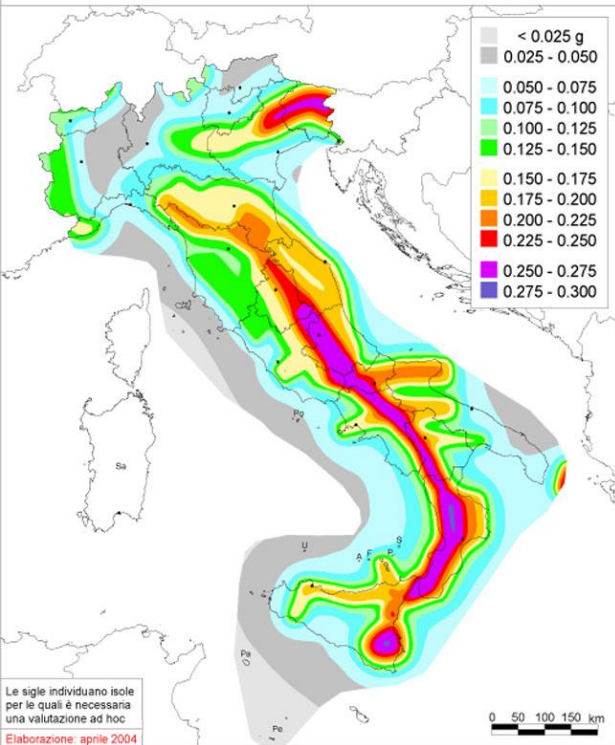 < 0.025 g
0.025 - 0.050
0.050 - 0.075
0.075 - 0.100
0.100 - 0.125
0.125 - 0.150
0.150 - 0.175
0.175 - 0.200
0.200 - 0.225
0.225 - 0.250
0.250 - 0.275
0.275 - 0.300
Po
Sa
U
S
A F P
Pa
Pe
Le sigle individuano isole
per le quali è necessaria
una valutazione ad hoc
Elaborazione: aprile 2004
0 50 100 150 km